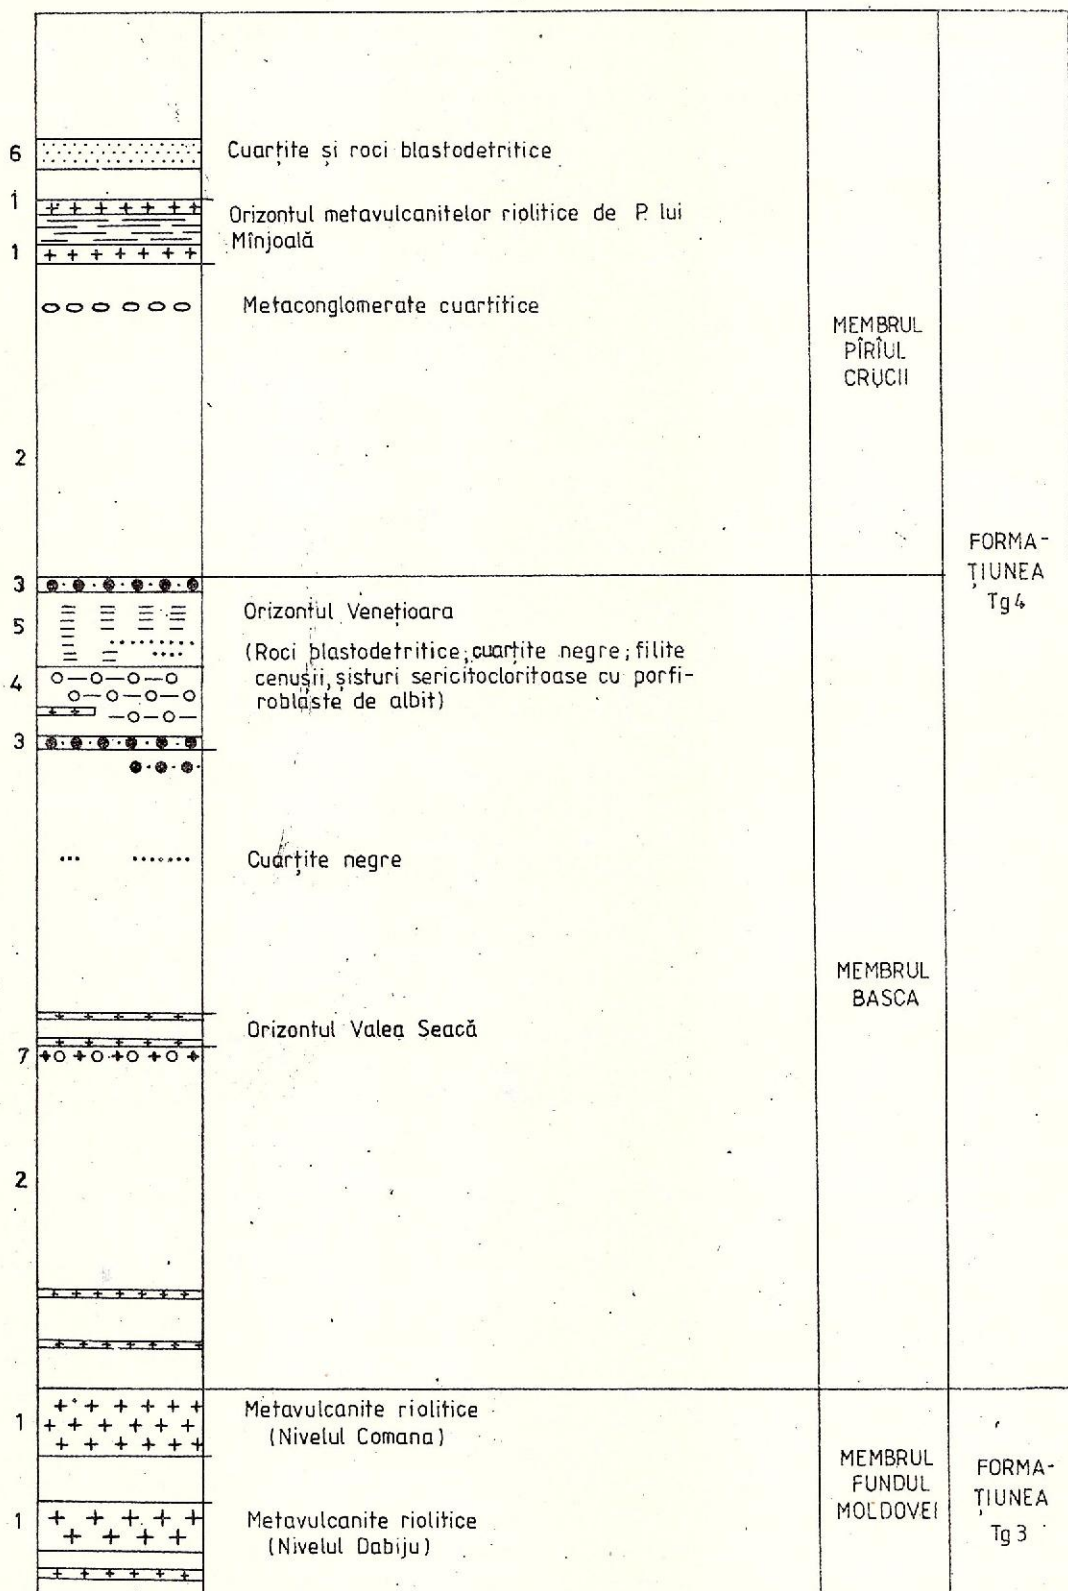 6
Cuarțite și roci blastodetritice
1
Orizontul metavulcanitelor riolitice de P. lui
Mînjoală
1
Metaconglomerate cuartitice
MEMBRUL
PÎRÎUL
CRUCII
2
FORMA-
ȚIUNEA
Tg 4
3
Orizontul Venețioara
5
(Roci blastodetritice; cuarțite negre; filite
cenușii, șisturi sericitocloritoase cu porfi-
roblaste de albit)
4
3
Cuarțite negre
MEMBRUL
BASCA
Orizontul Valea Seacă
7
2
1
Metavulcanite riolitice
(Nivelul Comana)
MEMBRUL
FUNDUL
MOLDOVEI
FORMA-
ȚIUNEA
Tg 3
1
Metavulcanite riolitice
(Nivelul Dabiju)